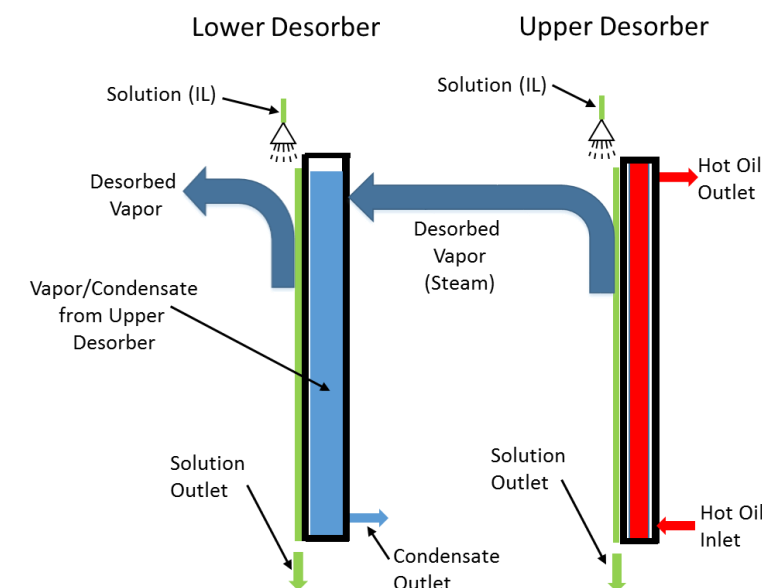 Lower Desorber
Upper Desorber
Solution (IL)
Solution (IL)
Desorbed
Vapor
Hot Oil
Outlet
Desorbed
Vapor
(Steam)
Vapor/Condensate
from Upper
Desorber
Solution
Outlet
Solution
Outlet
Hot Oil
Inlet
Condensate
Outlet